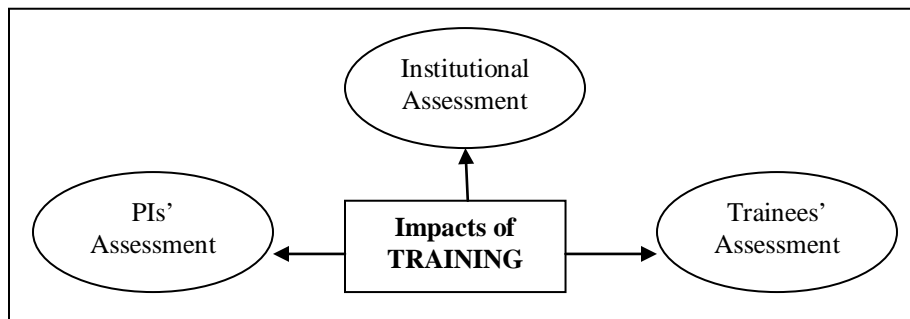 Institutional
Assessment
PIs’
Assessment
Impacts of
TRAINING
Trainees’
Assessment